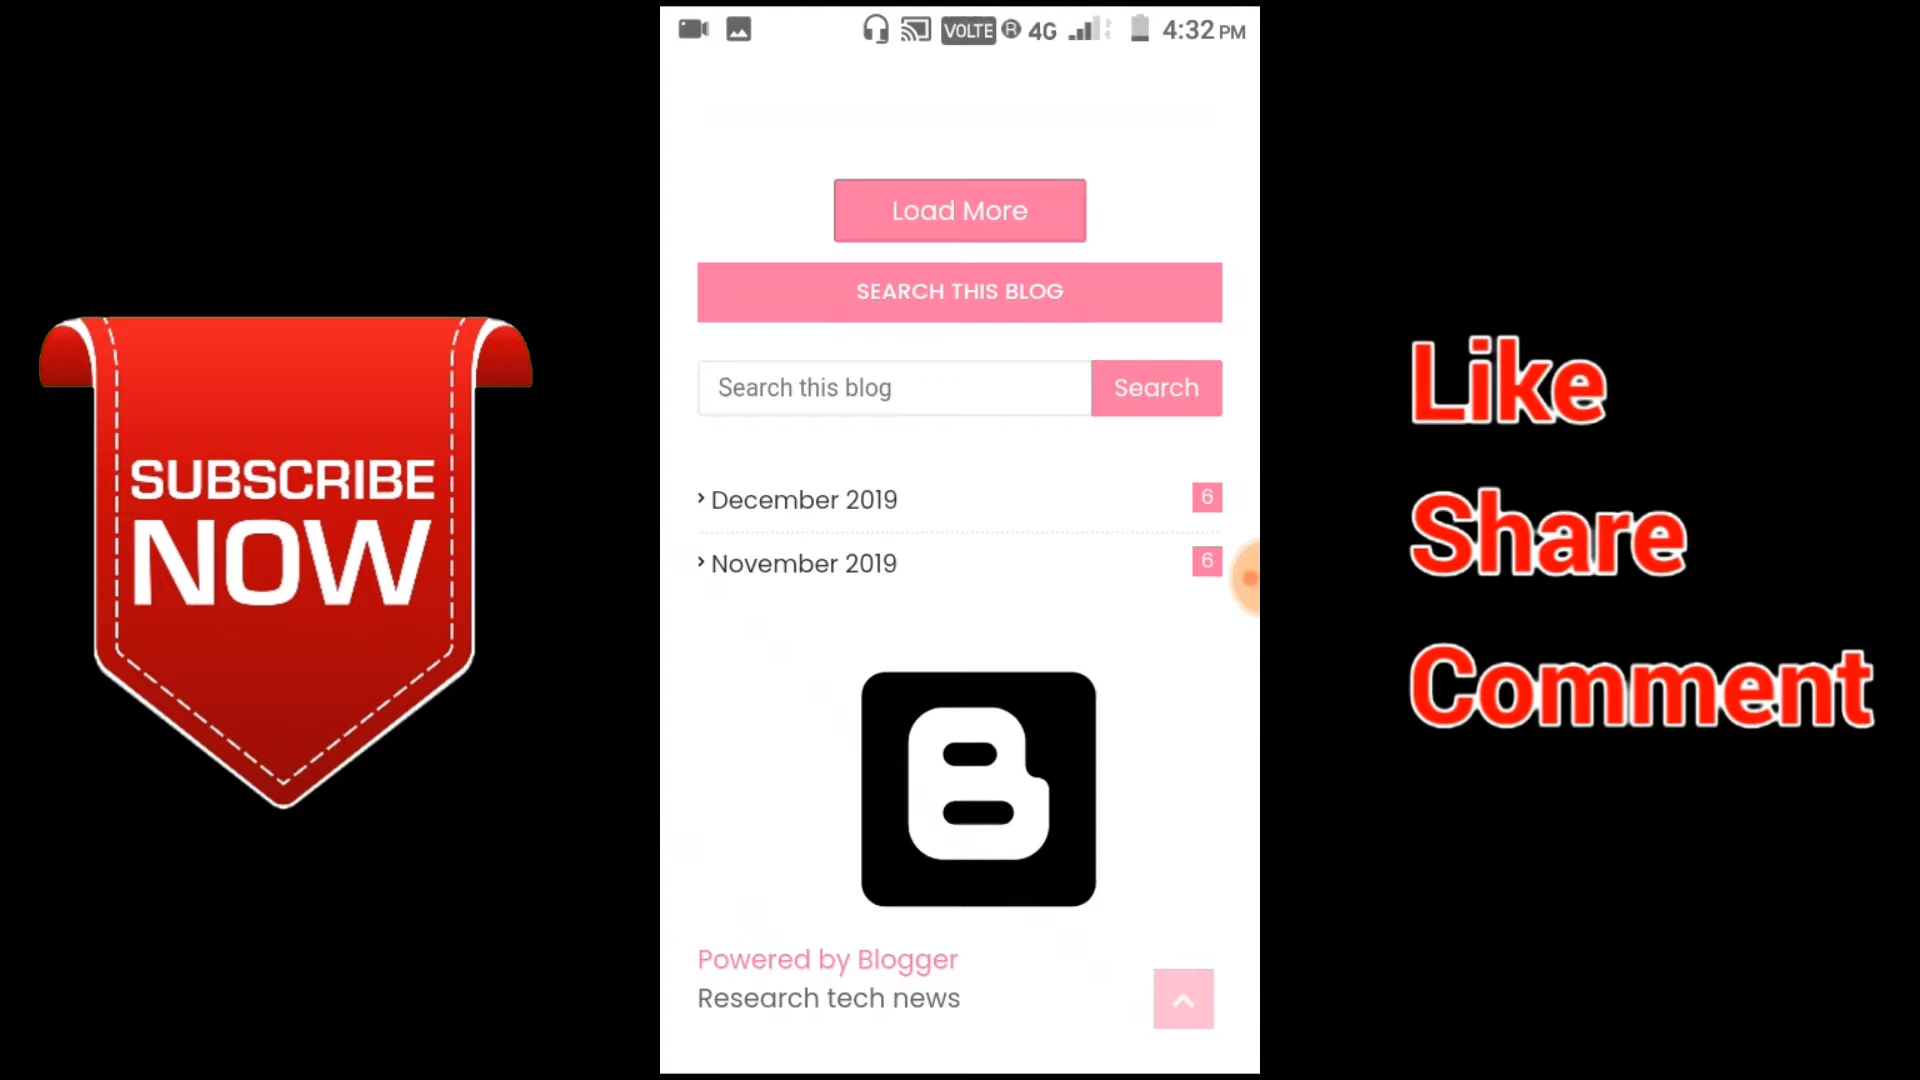 VOLTE R 4G 4:32 PM
Load More
SEARCH THIS BLOG
Search this blog Search
December 2019 6
November 2019 6
Powered by Blogger
Research tech news
SUBSCRIBE
NOW
Like
Share
Comment